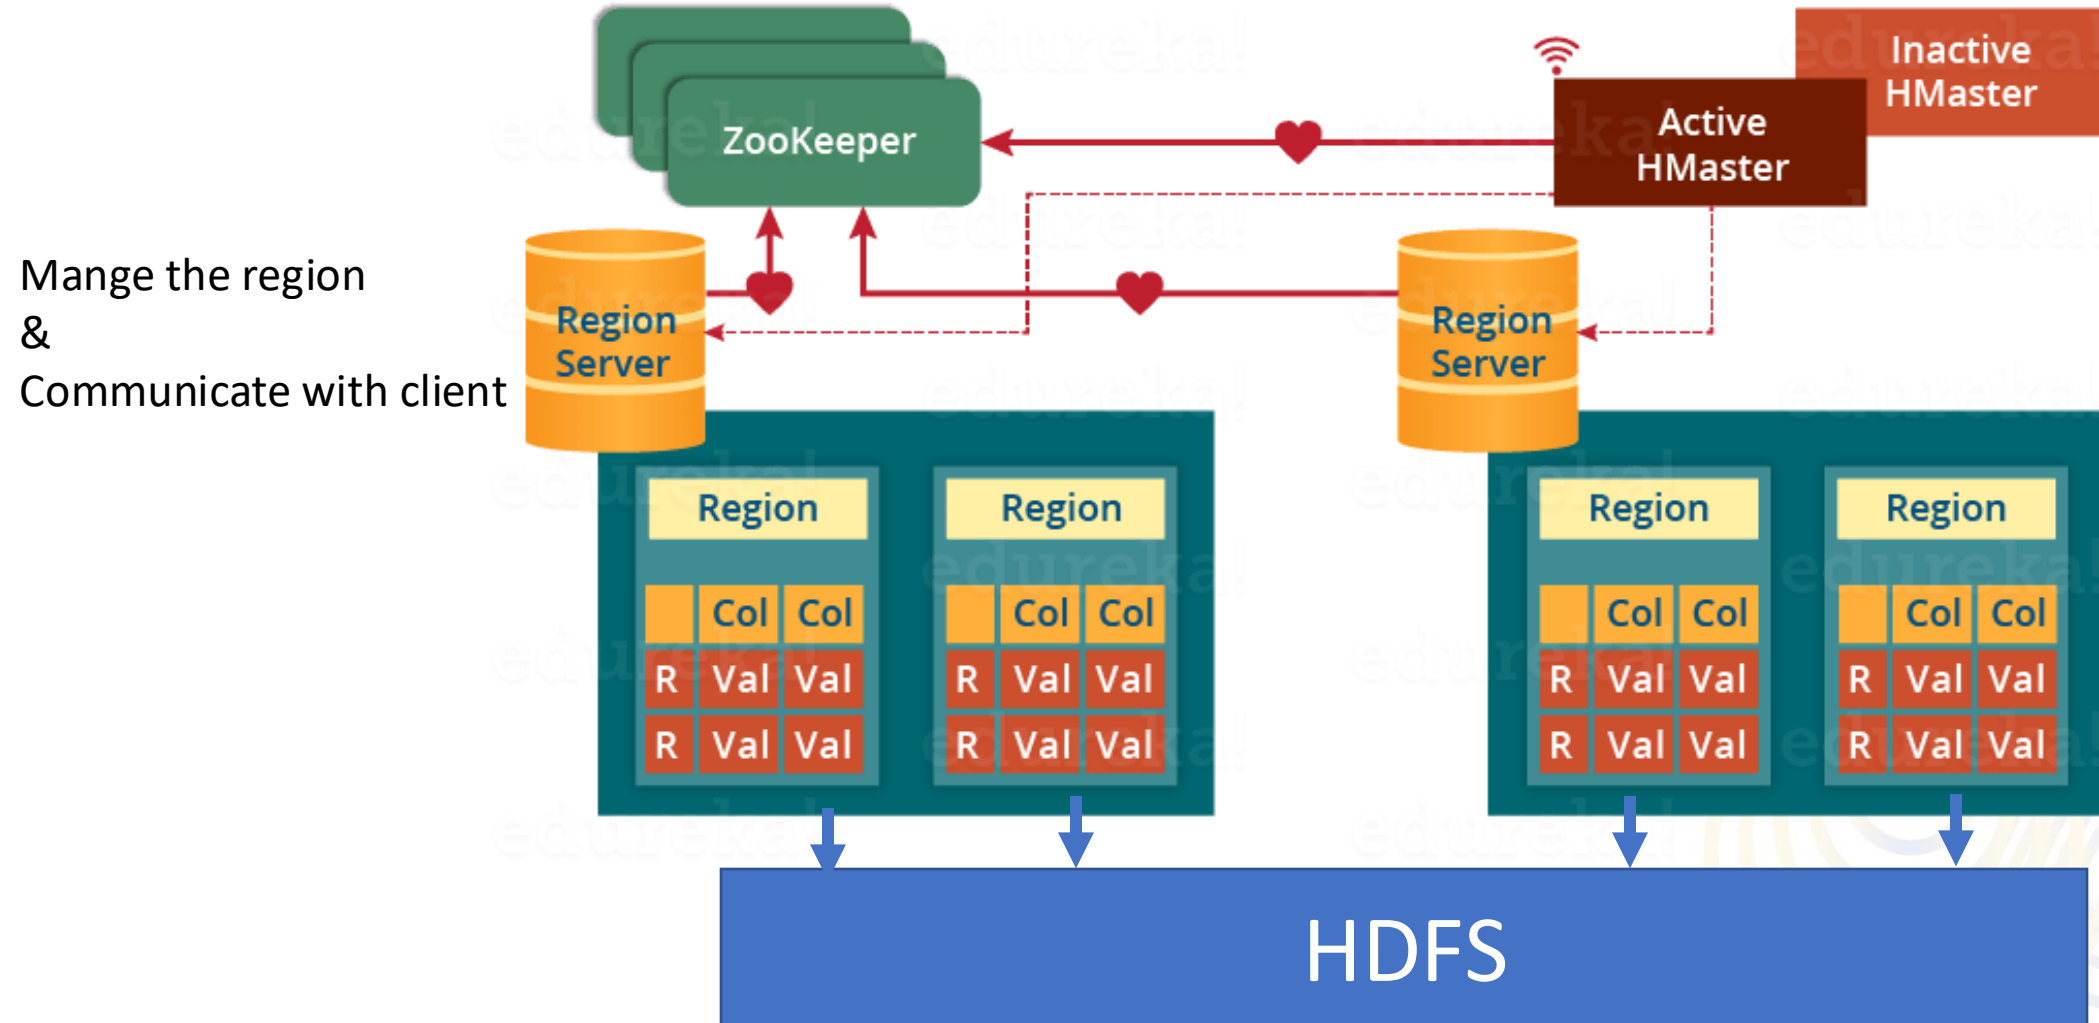 Inactive
HMaster
Active
HMaster
ZooKeeper
Mange the region
&
Communicate with client
Region
Server
Region
Server
Region
Region
Region
Region
Col Col
Col Col
Col Col
Col Col
R Val Val
R Val Val
R Val Val
R Val Val
R Val Val
R Val Val
R Val Val
R Val Val
HDFS
edureka!